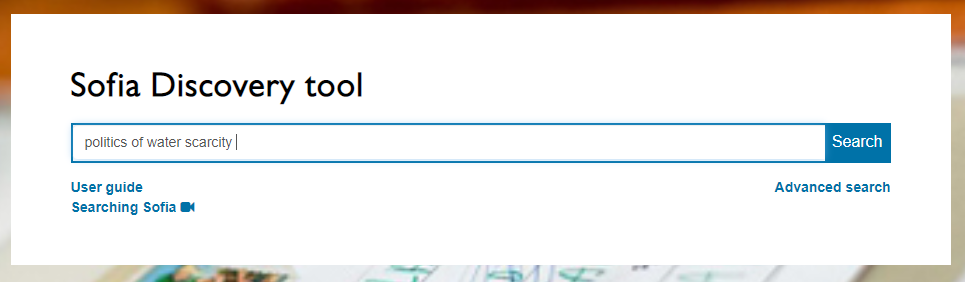 Sofia Discovery tool
politics of water scarcity
Search
User guide
Advanced search
Searching Sofia